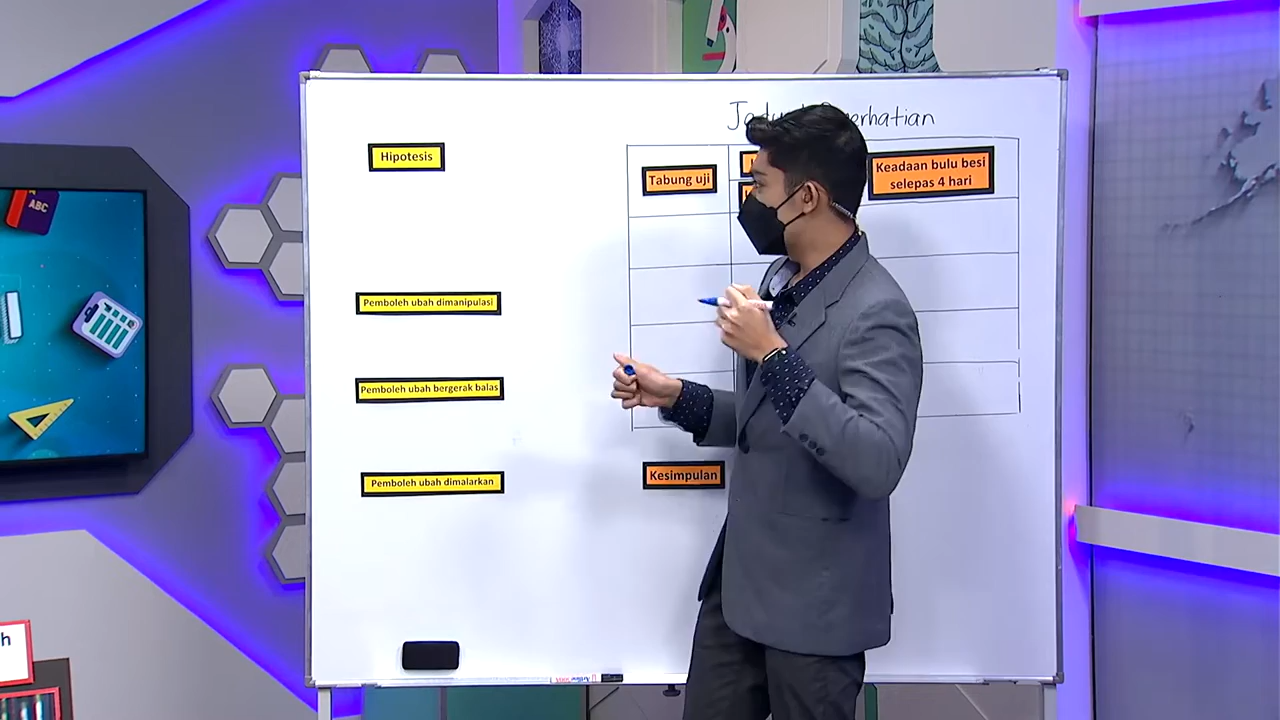 ABC
Hipotesis
Pemboleh ubah dimanipulasi
Pemboleh ubah bergerak balas
Pemboleh ubah dimalarkan
Tabung uji
Keadaan bulu besi
selepas 4 hari
Kesimpulan
h